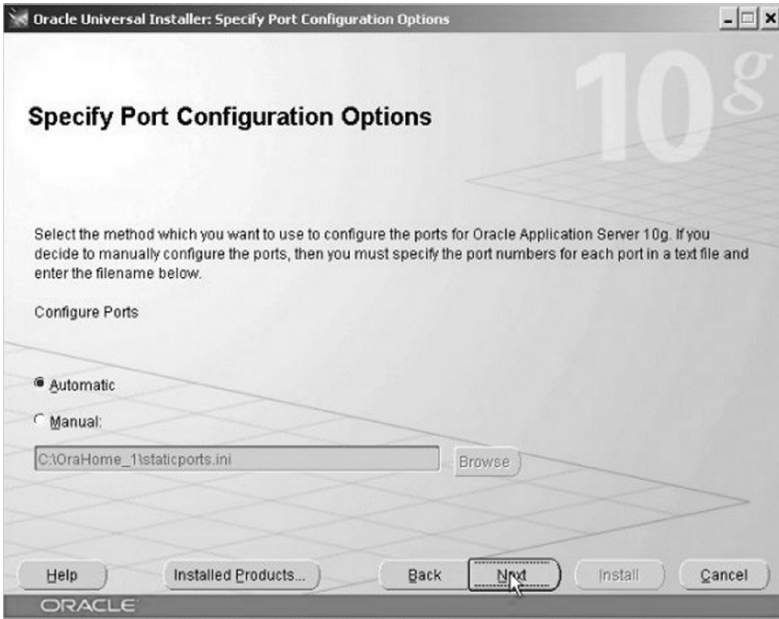 Oracle Universal Installer: Specify Port Configuration Options
10g
Specify Port Configuration Options
Select the method which you want to use to configure the ports for Oracle Application Server 10g. If you
decide to manually configure the ports, then you must specify the port numbers for each port in a text file and
enter the filename below.
Configure Ports
Automatic
Manual:
C:\OraHome_1\staticports.ini
Browse
Help
Installed Products...
Back
Next
Install
Cancel
ORACLE